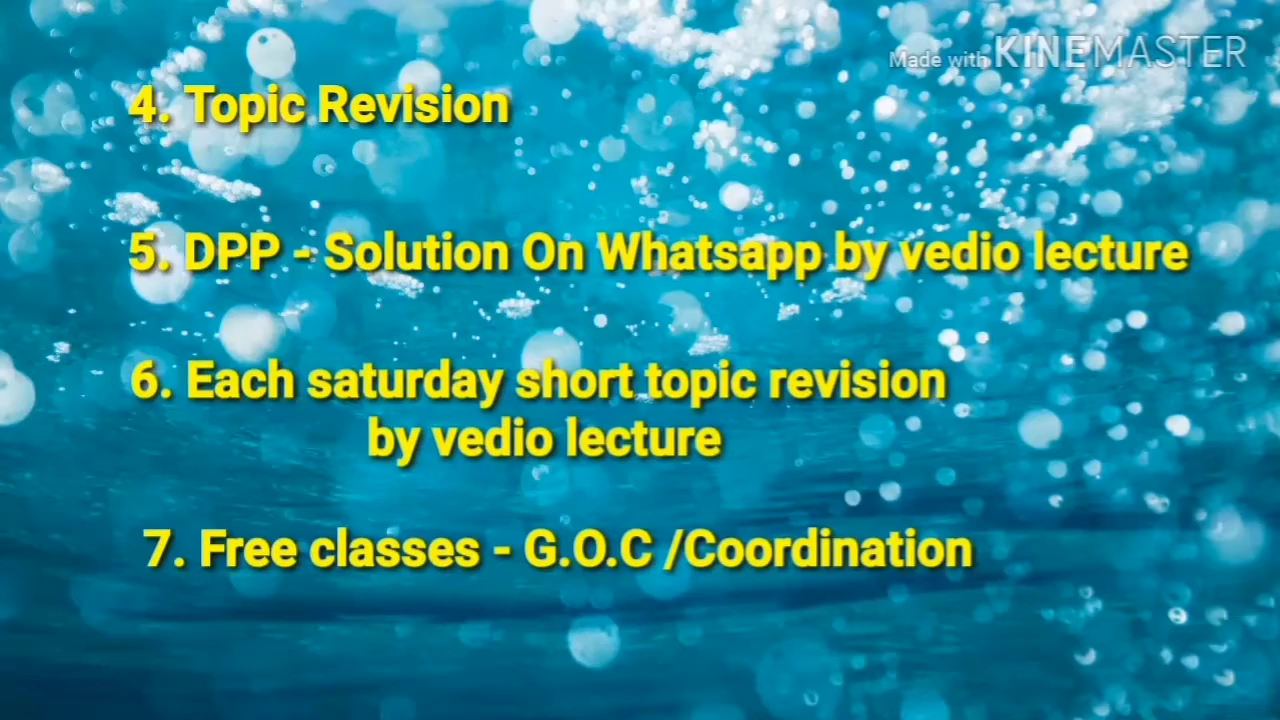 Made with KINEMASTER
4. Topic Revision
5. DPP - Solution On Whatsapp by vedio lecture
6. Each saturday short topic revision
by vedio lecture
7. Free classes - G.O.C /Coordination